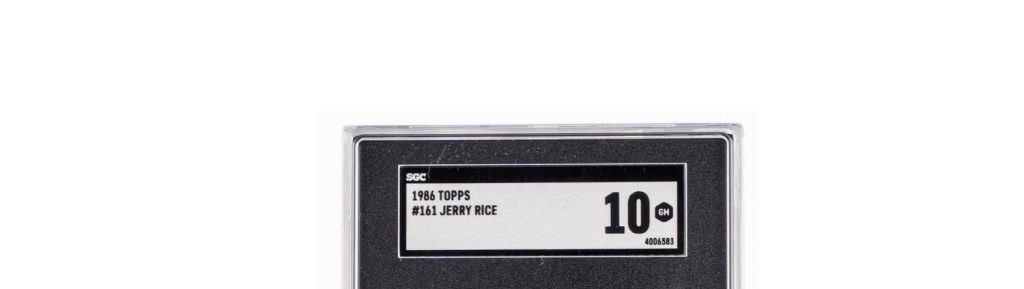 SGC
1986 TOPPS
#161 JERRY RICE
10 GM
4006583